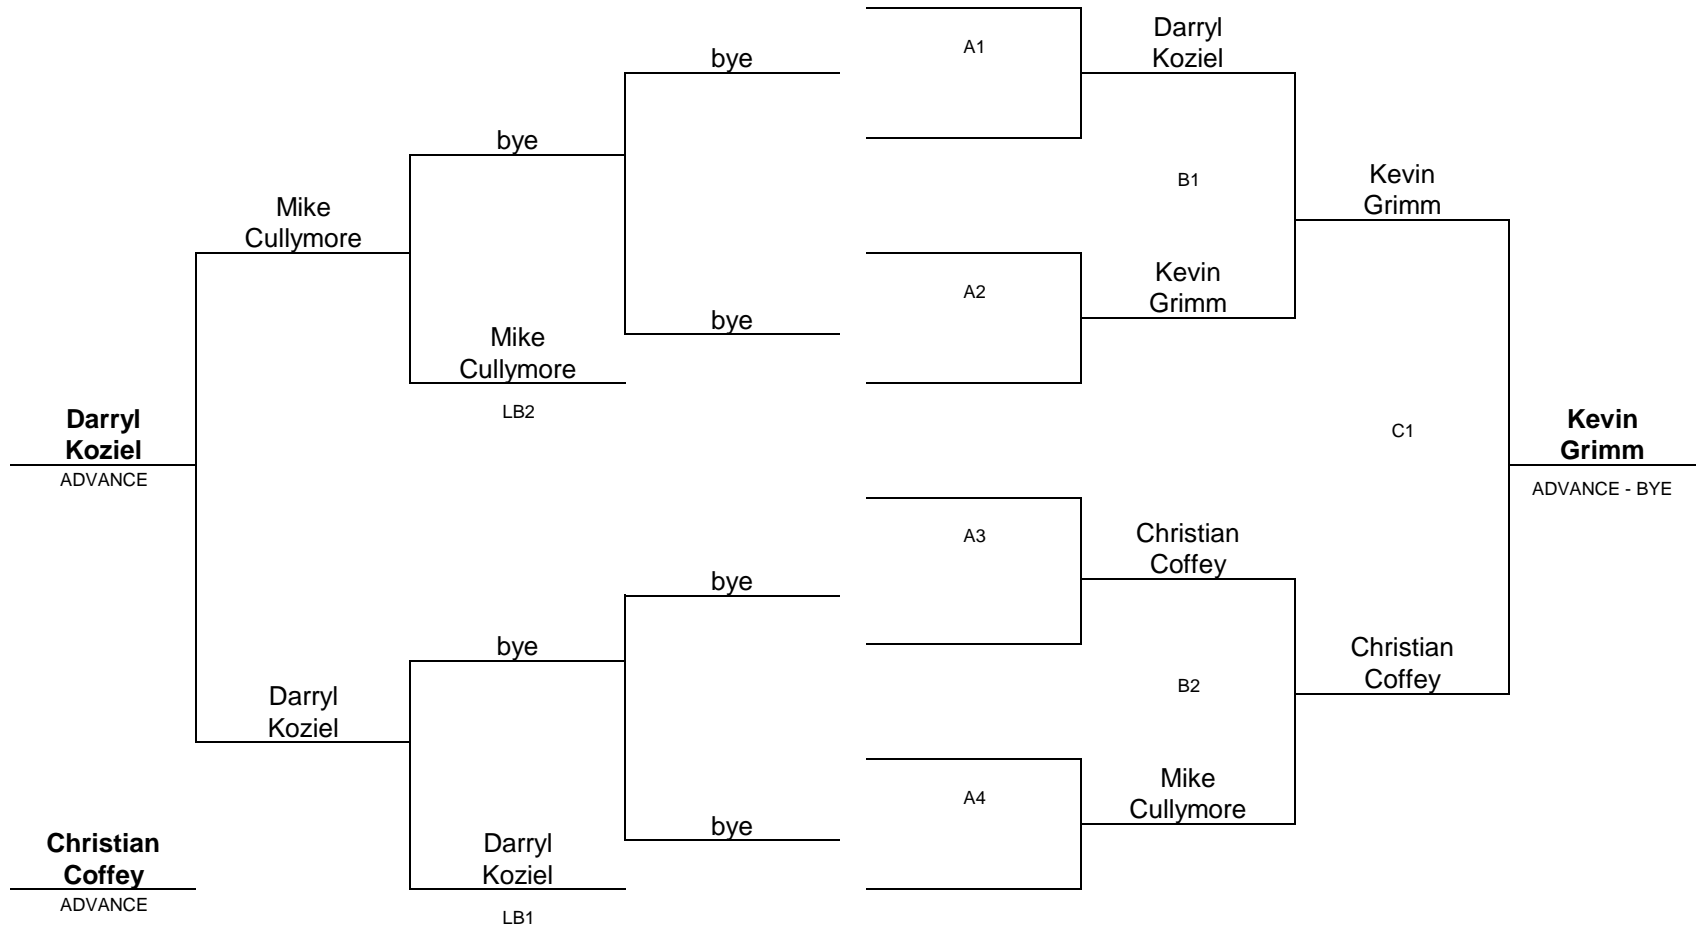 A1
Darryl
Koziel
bye
bye
B1
Kevin
Grimm
Mike
Cullymore
A2
Kevin
Grimm
bye
Mike
Cullymore
LB2
Darryl
Koziel
ADVANCE
C1
Kevin
Grimm
ADVANCE - BYE
A3
Christian
Coffey
bye
bye
Christian
Coffey
B2
Darryl
Koziel
A4
Mike
Cullymore
bye
Christian
Coffey
ADVANCE
Darryl
Koziel
LB1